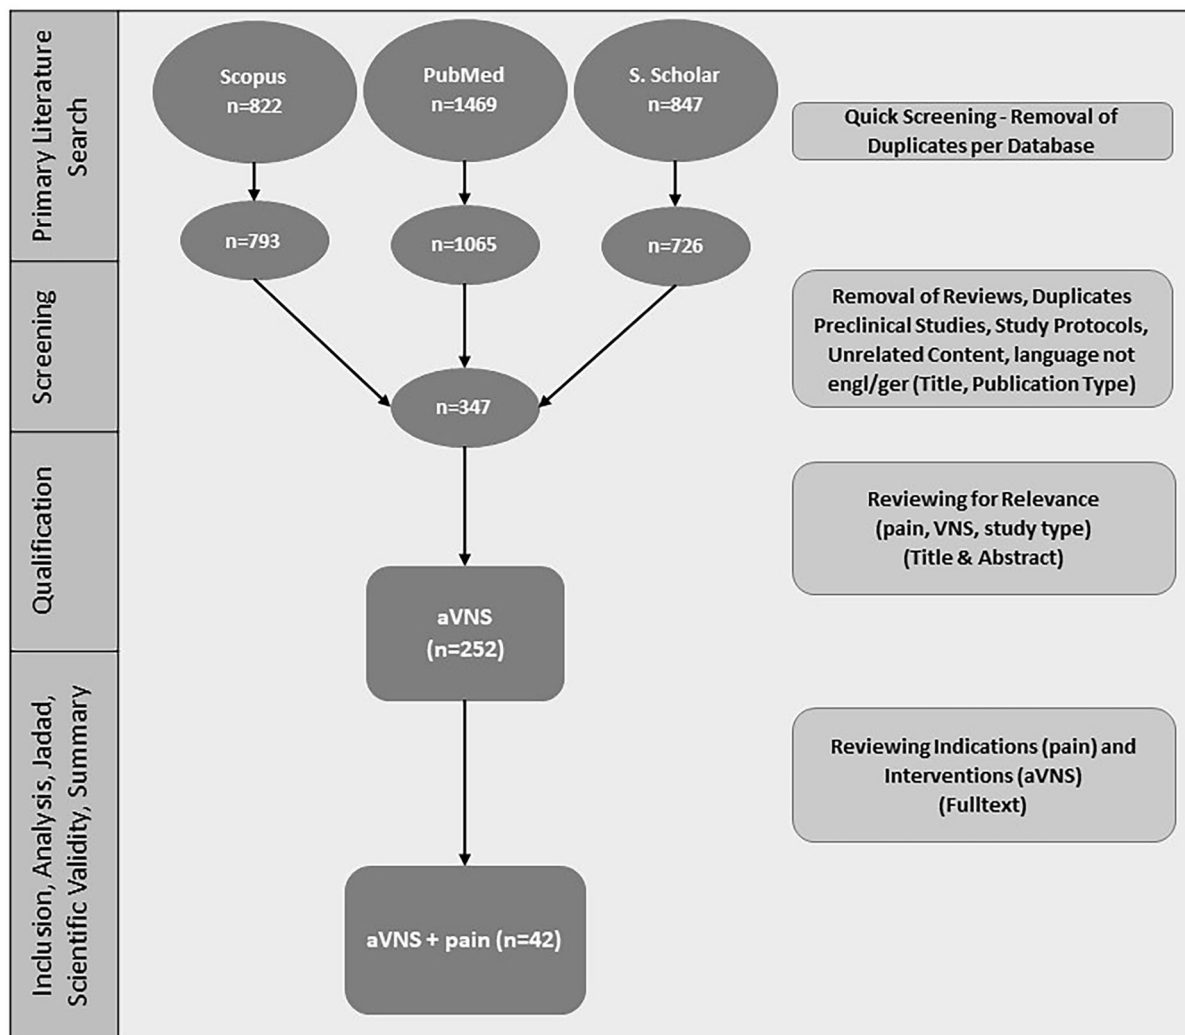 Primary Literature
Search
Scopus
n=822
PubMed
n=1469
S. Scholar
n=847
Quick Screening - Removal of
Duplicates per Database
n=793
n=1065
n=726
Screening
Removal of Reviews, Duplicates
Preclinical Studies, Study Protocols,
Unrelated Content, language not
engl/ger (Title, Publication Type)
n=347
Qualification
Reviewing for Relevance
(pain, VNS, study type)
(Title & Abstract)
aVNS
(n=252)
Inclusion, Analysis, Jadad,
Scientific Validity, Summary
Reviewing Indications (pain) and
Interventions (aVNS)
(Fulltext)
aVNS + pain (n=42)